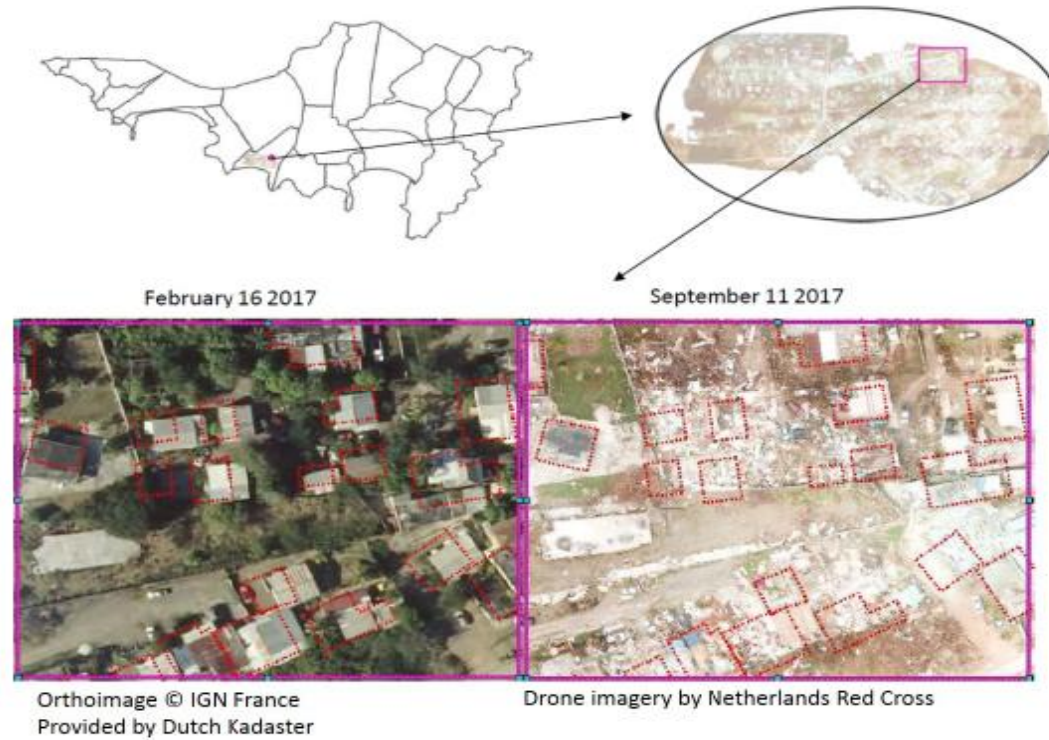 February 16 2017
September 11 2017
Orthoimage © IGN France
Provided by Dutch Kadaster
Drone imagery by Netherlands Red Cross